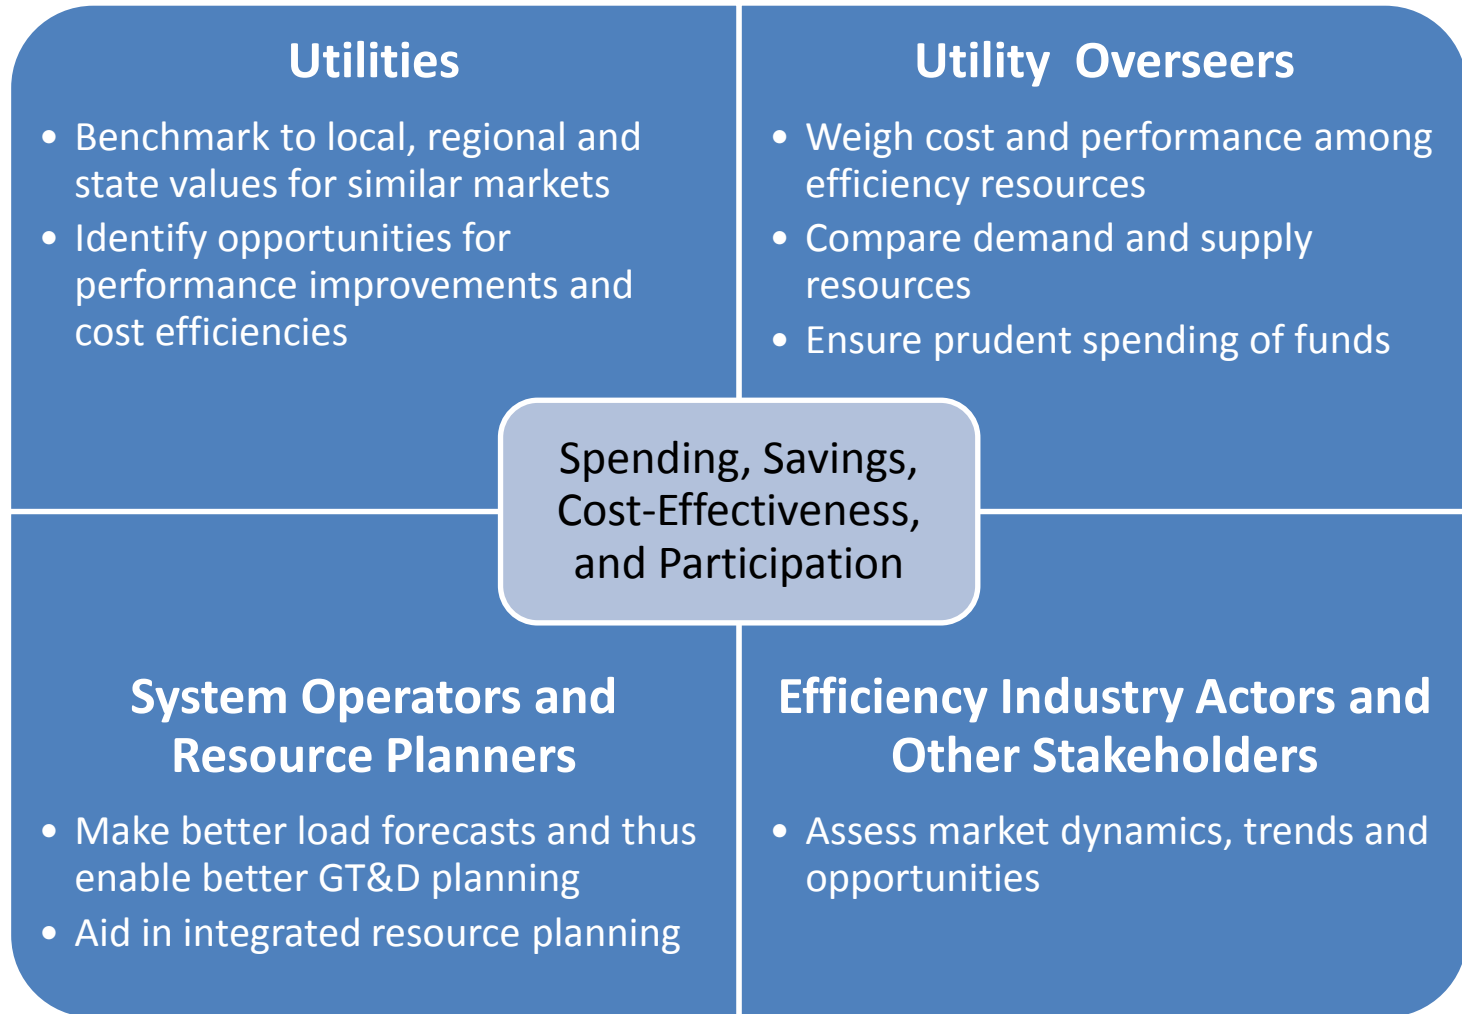 Utilities
• Benchmark to local, regional and
state values for similar markets
• Identify opportunities for
performance improvements and
cost efficiencies
Utility Overseers
• Weigh cost and performance among
efficiency resources
• Compare demand and supply
resources
• Ensure prudent spending of funds
Spending, Savings,
Cost-Effectiveness,
and Participation
System Operators and
Resource Planners
• Make better load forecasts and thus
enable better GT&D planning
• Aid in integrated resource planning
Efficiency Industry Actors and
Other Stakeholders
• Assess market dynamics, trends and
opportunities